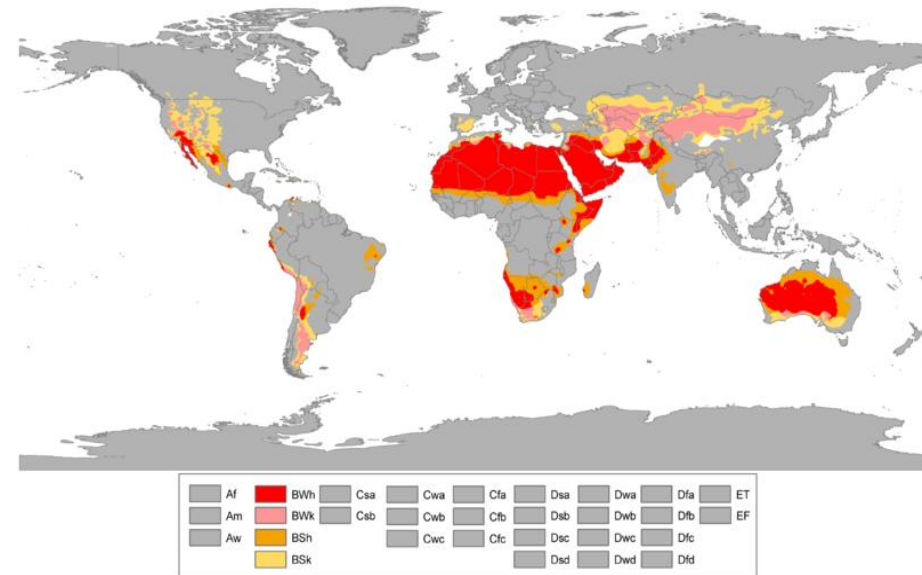 Af BWh Csa Cwa Cfa Dsa Dwa Dfa ET
Am BWk Csb Cwb Cfb Dsb Dwb Dfb EF
Aw BSh Cwc Cfc Dsc Dwc Dfc
BSk Dsd Dwd Dfd